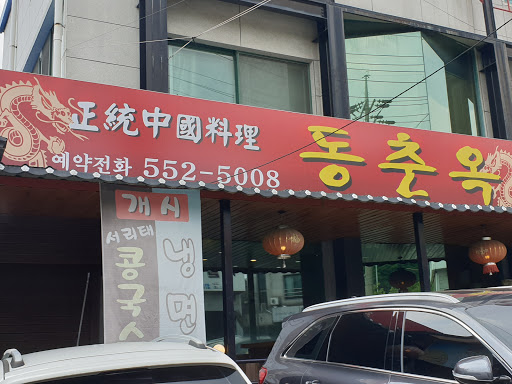 正統中國料理
예약전화 552-5008
동춘옥
개시
서리태
콩국수
냉면